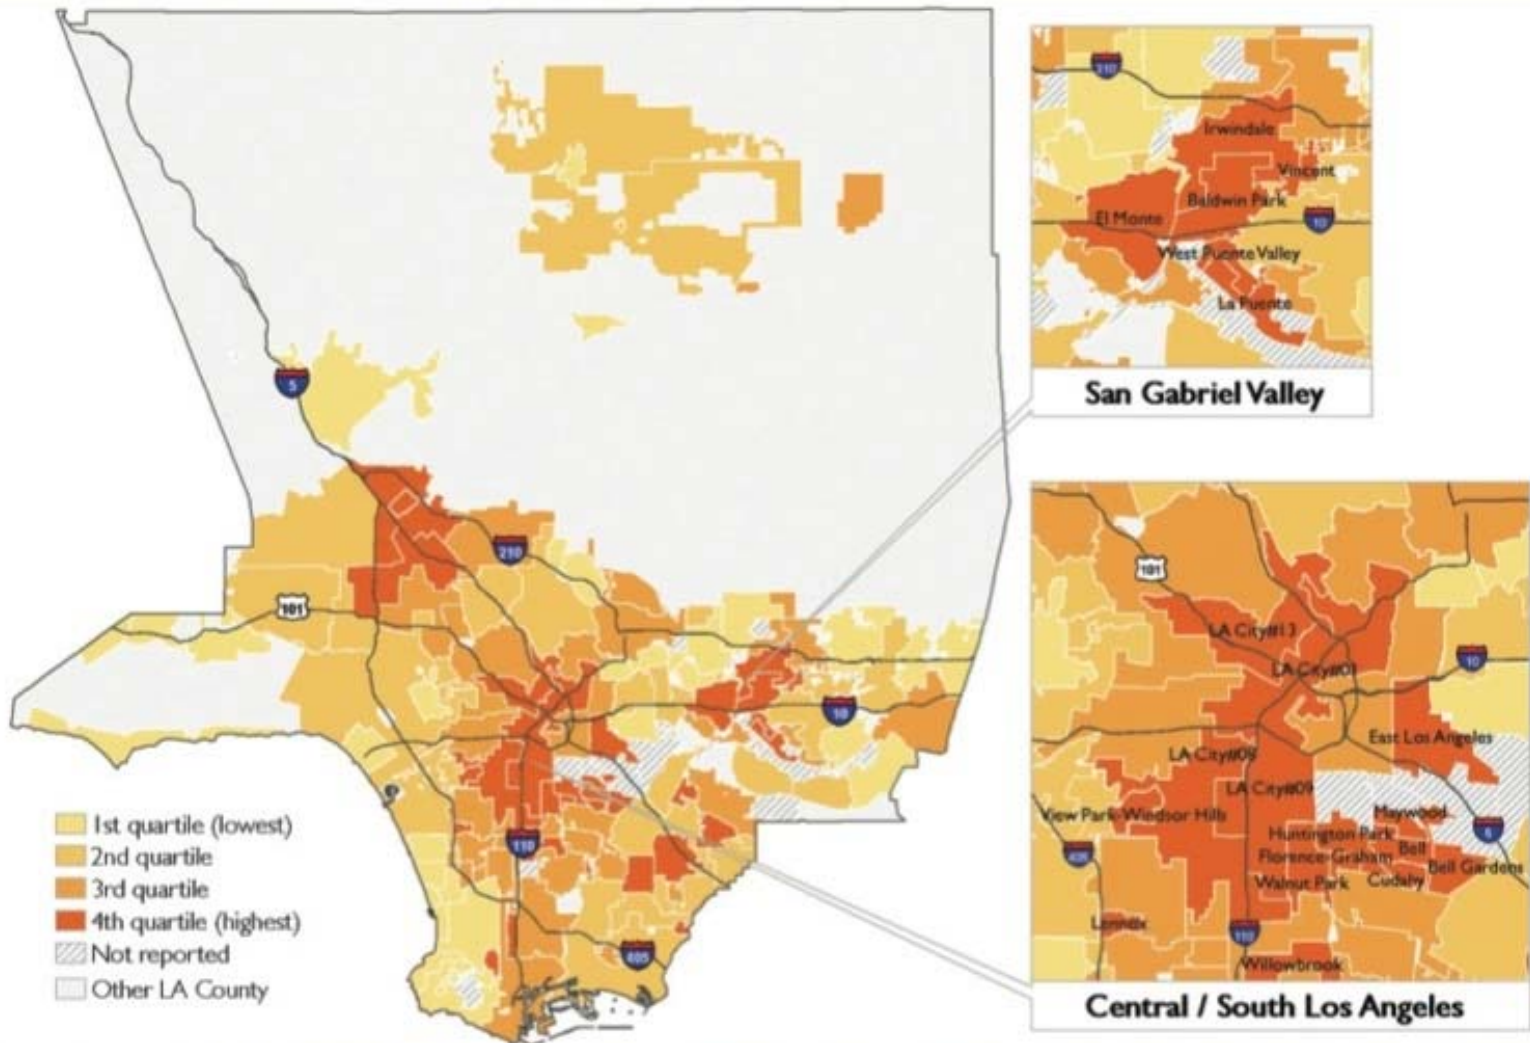 5
210
101
10
110
405
1st quartile (lowest)
2nd quartile
3rd quartile
4th quartile (highest)
Not reported
Other LA County
210
Irwindale
Vincent
Baldwin Park
El Monte
10
West Puente Valley
La Puente
San Gabriel Valley
101
LA City#13
10
LA City#01
East Los Angeles
LA City#08
LA City#09
View Park-Windsor Hills
Maywood
Huntington Park
5
405
Bell
Florence-Graham
Bell Gardens
Walnut Park
Cudahy
Lennox
110
Willowbrook
Central / South Los Angeles